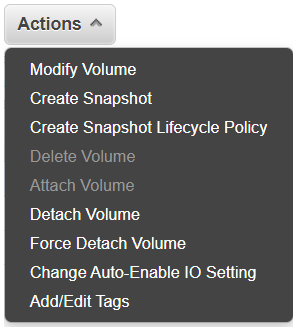 Actions
Modify Volume
Create Snapshot
Create Snapshot Lifecycle Policy
Delete Volume
Attach Volume
Detach Volume
Force Detach Volume
Change Auto-Enable IO Setting
Add/Edit Tags